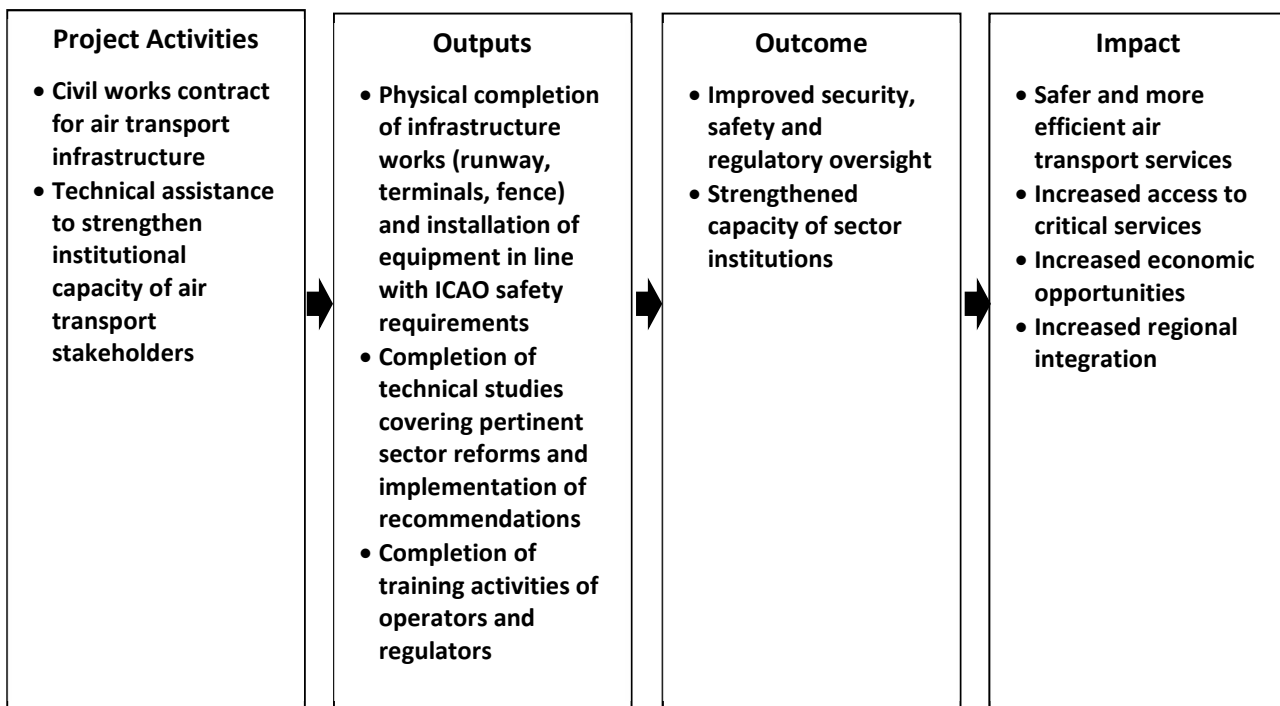 Project Activities
• Civil works contract
for air transport
infrastructure
• Technical assistance
to strengthen
institutional
capacity of air
transport
stakeholders
Outputs
• Physical completion
of infrastructure
works (runway,
terminals, fence)
and installation of
equipment in line
with ICAO safety
requirements
• Completion of
technical studies
covering pertinent
sector reforms and
implementation of
recommendations
• Completion of
training activities of
operators and
regulators
Outcome
• Improved security,
safety and
regulatory oversight
• Strengthened
capacity of sector
institutions
Impact
• Safer and more
efficient air
transport services
• Increased access to
critical services
• Increased economic
opportunities
• Increased regional
integration